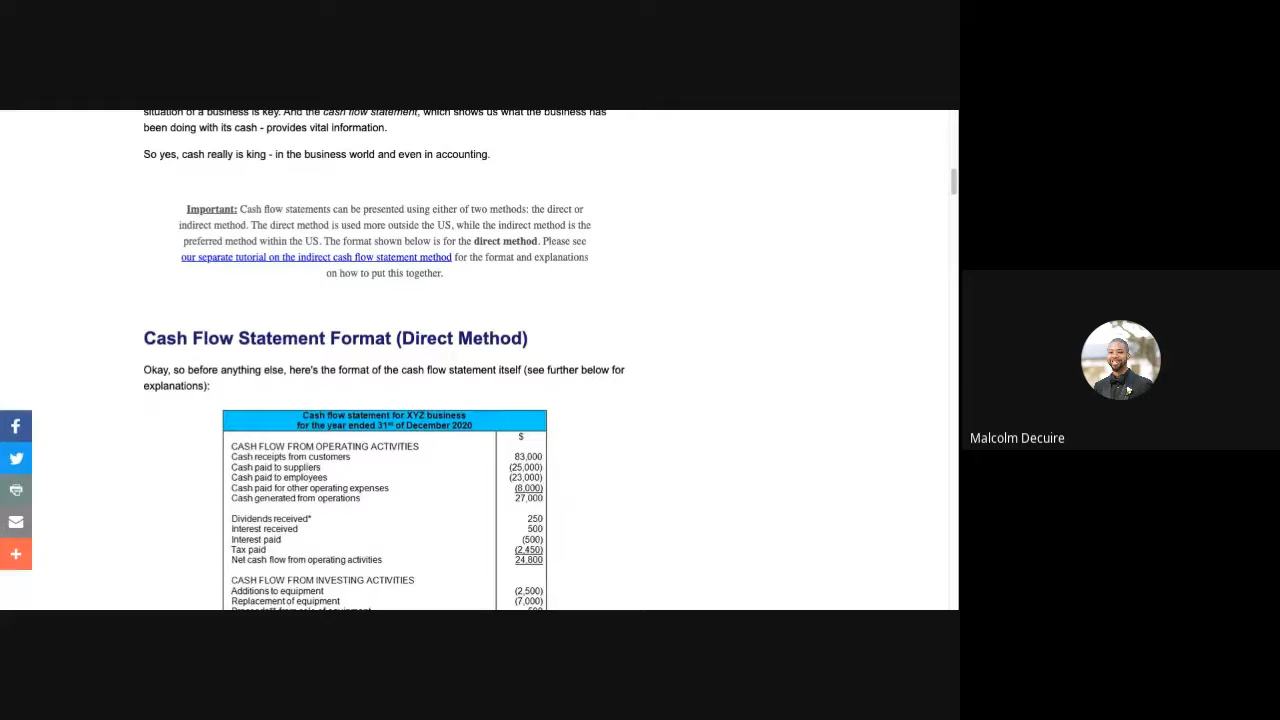 situation of a business is key. And the cash flow statement, which shows us what the business has
been doing with its cash - provides vital information.
So yes, cash really is king - in the business world and even in accounting.
Important: Cash flow statements can be presented using either of two methods: the direct or
indirect method. The direct method is used more outside the US, while the indirect method is the
preferred method within the US. The format shown below is for the direct method. Please see
our separate tutorial on the indirect cash flow statement method for the format and explanations
on how to put this together.
Cash Flow Statement Format (Direct Method)
Okay, so before anything else, here's the format of the cash flow statement itself (see further below for
explanations):
Cash flow statement for XYZ business
for the year ended 31st of December 2020
$
CASH FLOW FROM OPERATING ACTIVITIES
Cash receipts from customers 83,000
Cash paid to suppliers (25,000)
Cash paid to employees (23,000)
Cash paid for other operating expenses (8,000)
Cash generated from operations 27,000
Dividends received* 250
Interest received 500
Interest paid (500)
Tax paid (2,450)
Net cash flow from operating activities 24,800
CASH FLOW FROM INVESTING ACTIVITIES
Additions to equipment (2,500)
Replacement of equipment (7,000)
Proceeds** from sale of equipment 500
Malcolm Decuire